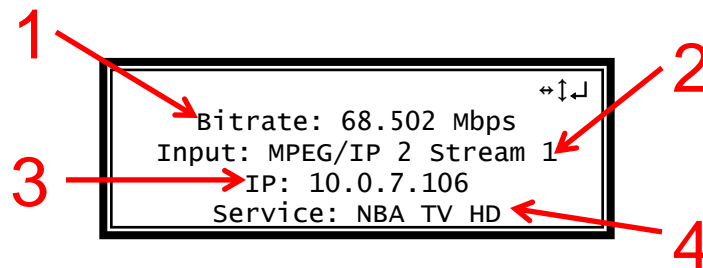 1
2
↔↕↵
Bitrate: 68.502 Mbps
Input: MPEG/IP 2 Stream 1
3
IP: 10.0.7.106
Service: NBA TV HD
4